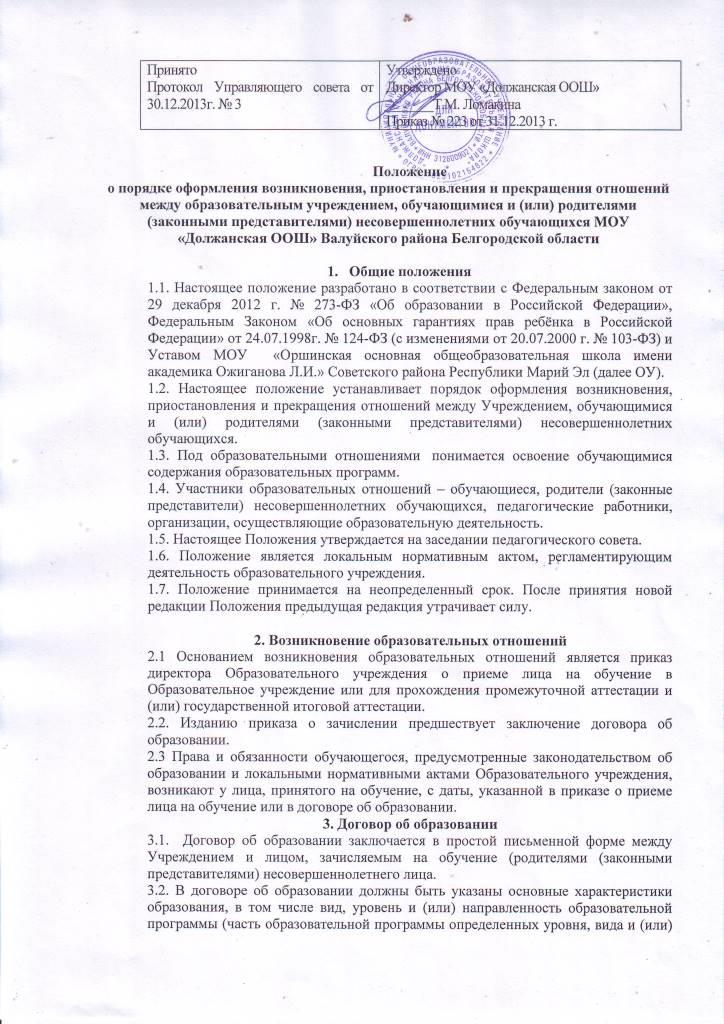 Принято
Протокол Управляющего совета от
30.12.2013г. № 3
Утверждено
Директор МОУ «Должанская ООШ»
Г.М. Ломакина
Приказ № 223 от 31.12.2013 г.
Положение
о порядке оформления возникновения, приостановления и прекращения отношений
между образовательным учреждением, обучающимися и (или) родителями
(законными представителями) несовершеннолетних обучающихся МОУ
«Должанская ООШ» Валуйского района Белгородской области
1. Общие положения
1.1. Настоящее положение разработано в соответствии с Федеральным законом от
29 декабря 2012 г. № 273-ФЗ «Об образовании в Российской Федерации»,
Федеральным Законом «Об основных гарантиях прав ребёнка в Российской
Федерации» от 24.07.1998г. № 124-ФЗ (с изменениями от 20.07.2000 г. № 103-ФЗ) и
Уставом МОУ «Оршинская основная общеобразовательная школа имени
академика Ожиганова Л.И.» Советского района Республики Марий Эл (далее ОУ).
1.2. Настоящее положение устанавливает порядок оформления возникновения,
приостановления и прекращения отношений между Учреждением, обучающимися
и (или) родителями (законными представителями) несовершеннолетних
обучающихся.
1.3. Под образовательными отношениями понимается освоение обучающимися
содержания образовательных программ.
1.4. Участники образовательных отношений – обучающиеся, родители (законные
представители) несовершеннолетних обучающихся, педагогические работники,
организации, осуществляющие образовательную деятельность.
1.5. Настоящее Положения утверждается на заседании педагогического совета.
1.6. Положение является локальным нормативным актом, регламентирующим
деятельность образовательного учреждения.
1.7. Положение принимается на неопределенный срок. После принятия новой
редакции Положения предыдущая редакция утрачивает силу.
2. Возникновение образовательных отношений
2.1 Основанием возникновения образовательных отношений является приказ
директора Образовательного учреждения о приеме лица на обучение в
Образовательное учреждение или для прохождения промежуточной аттестации и
(или) государственной итоговой аттестации.
2.2. Изданию приказа о зачислении предшествует заключение договора об
образовании.
2.3 Права и обязанности обучающегося, предусмотренные законодательством об
образовании и локальными нормативными актами Образовательного учреждения,
возникают у лица, принятого на обучение, с даты, указанной в приказе о приеме
лица на обучение или в договоре об образовании.
3. Договор об образовании
3.1. Договор об образовании заключается в простой письменной форме между
Учреждением и лицом, зачисляемым на обучение (родителями (законными
представителями) несовершеннолетнего лица.
3.2. В договоре об образовании должны быть указаны основные характеристики
образования, в том числе вид, уровень и (или) направленность образовательной
программы (часть образовательной программы определенных уровня, вида и (или)